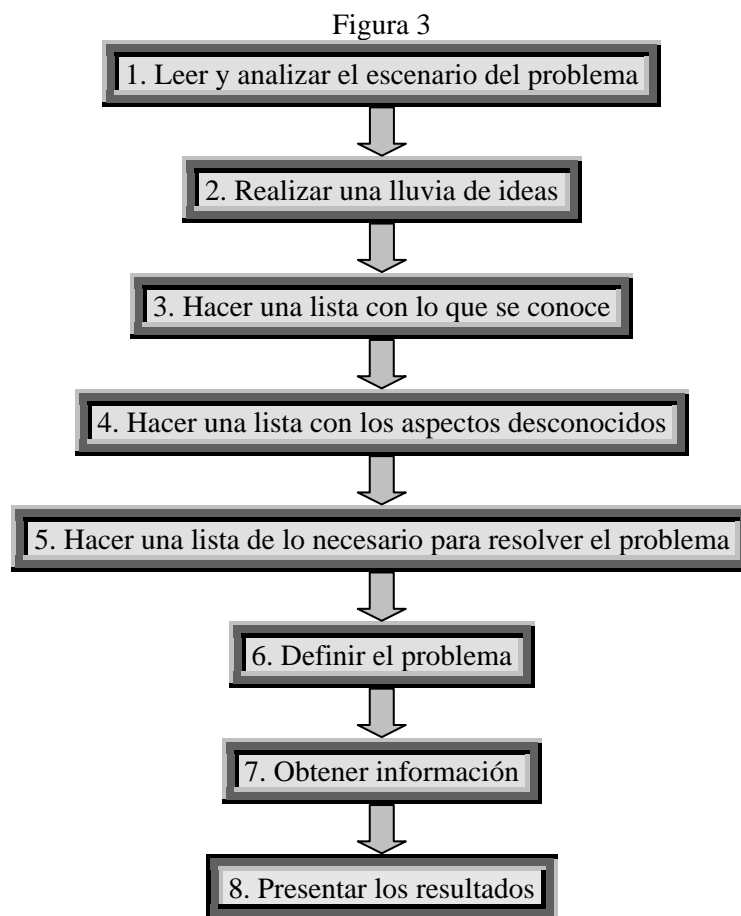 Figura 3
1. Leer y analizar el escenario del problema
2. Realizar una lluvia de ideas
3. Hacer una lista con lo que se conoce
4. Hacer una lista con los aspectos desconocidos
5. Hacer una lista de lo necesario para resolver el problema
6. Definir el problema
7. Obtener información
8. Presentar los resultados